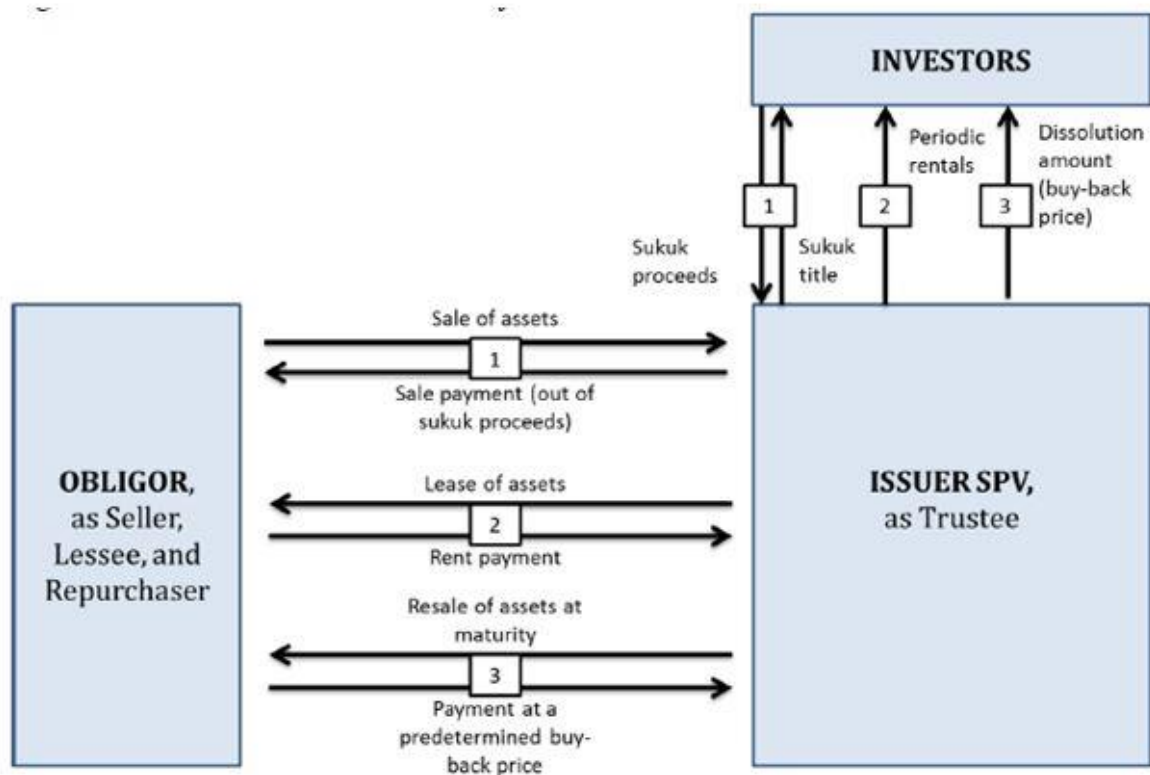 INVESTORS
Periodic
rentals
Dissolution
amount
(buy-back
price)
1
2
3
Sukuk
proceeds
Sukuk
title
Sale of assets
1
Sale payment (out of
sukuk proceeds)
OBLIGOR,
as Seller,
Lessee, and
Repurchaser
Lease of assets
2
Rent payment
ISSUER SPV,
as Trustee
Resale of assets at
maturity
3
Payment at a
predetermined buy-
back price